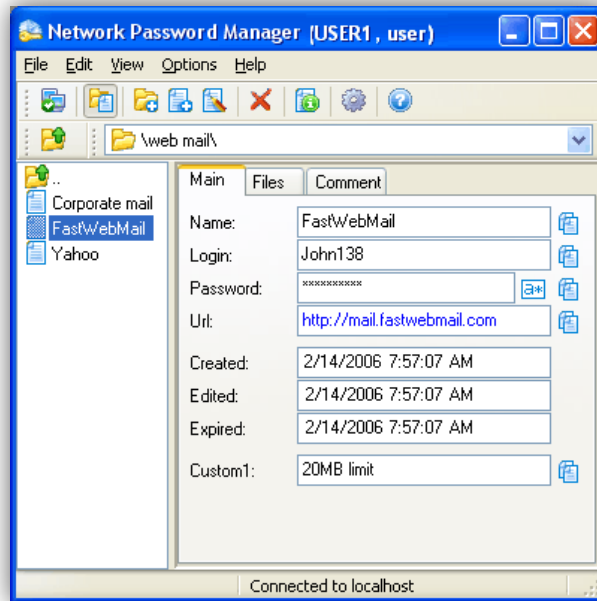 Network Password Manager (USER1, user)
File Edit View Options Help
\web mail\
..
Corporate mail
FastWebMail
Yahoo
Main Files Comment
Name: FastWebMail
Login: John138
Password: ********** a*
Url: http://mail.fastwebmail.com
Created: 2/14/2006 7:57:07 AM
Edited: 2/14/2006 7:57:07 AM
Expired: 2/14/2006 7:57:07 AM
Custom1: 20MB limit
Connected to localhost